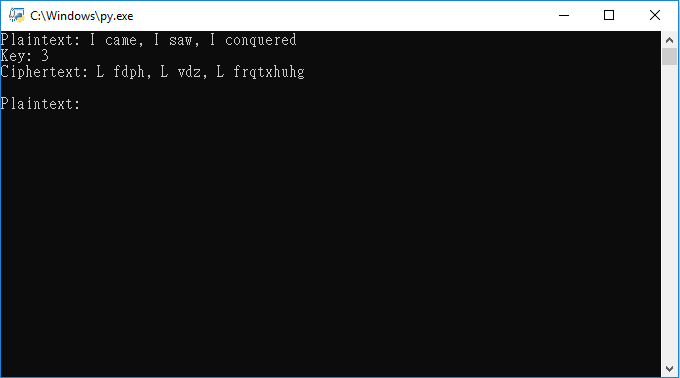 C:\Windows\py.exe
Plaintext: I came, I saw, I conquered
Key: 3
Ciphertext: L fdph, L vdz, L frqtxhuhg
Plaintext: